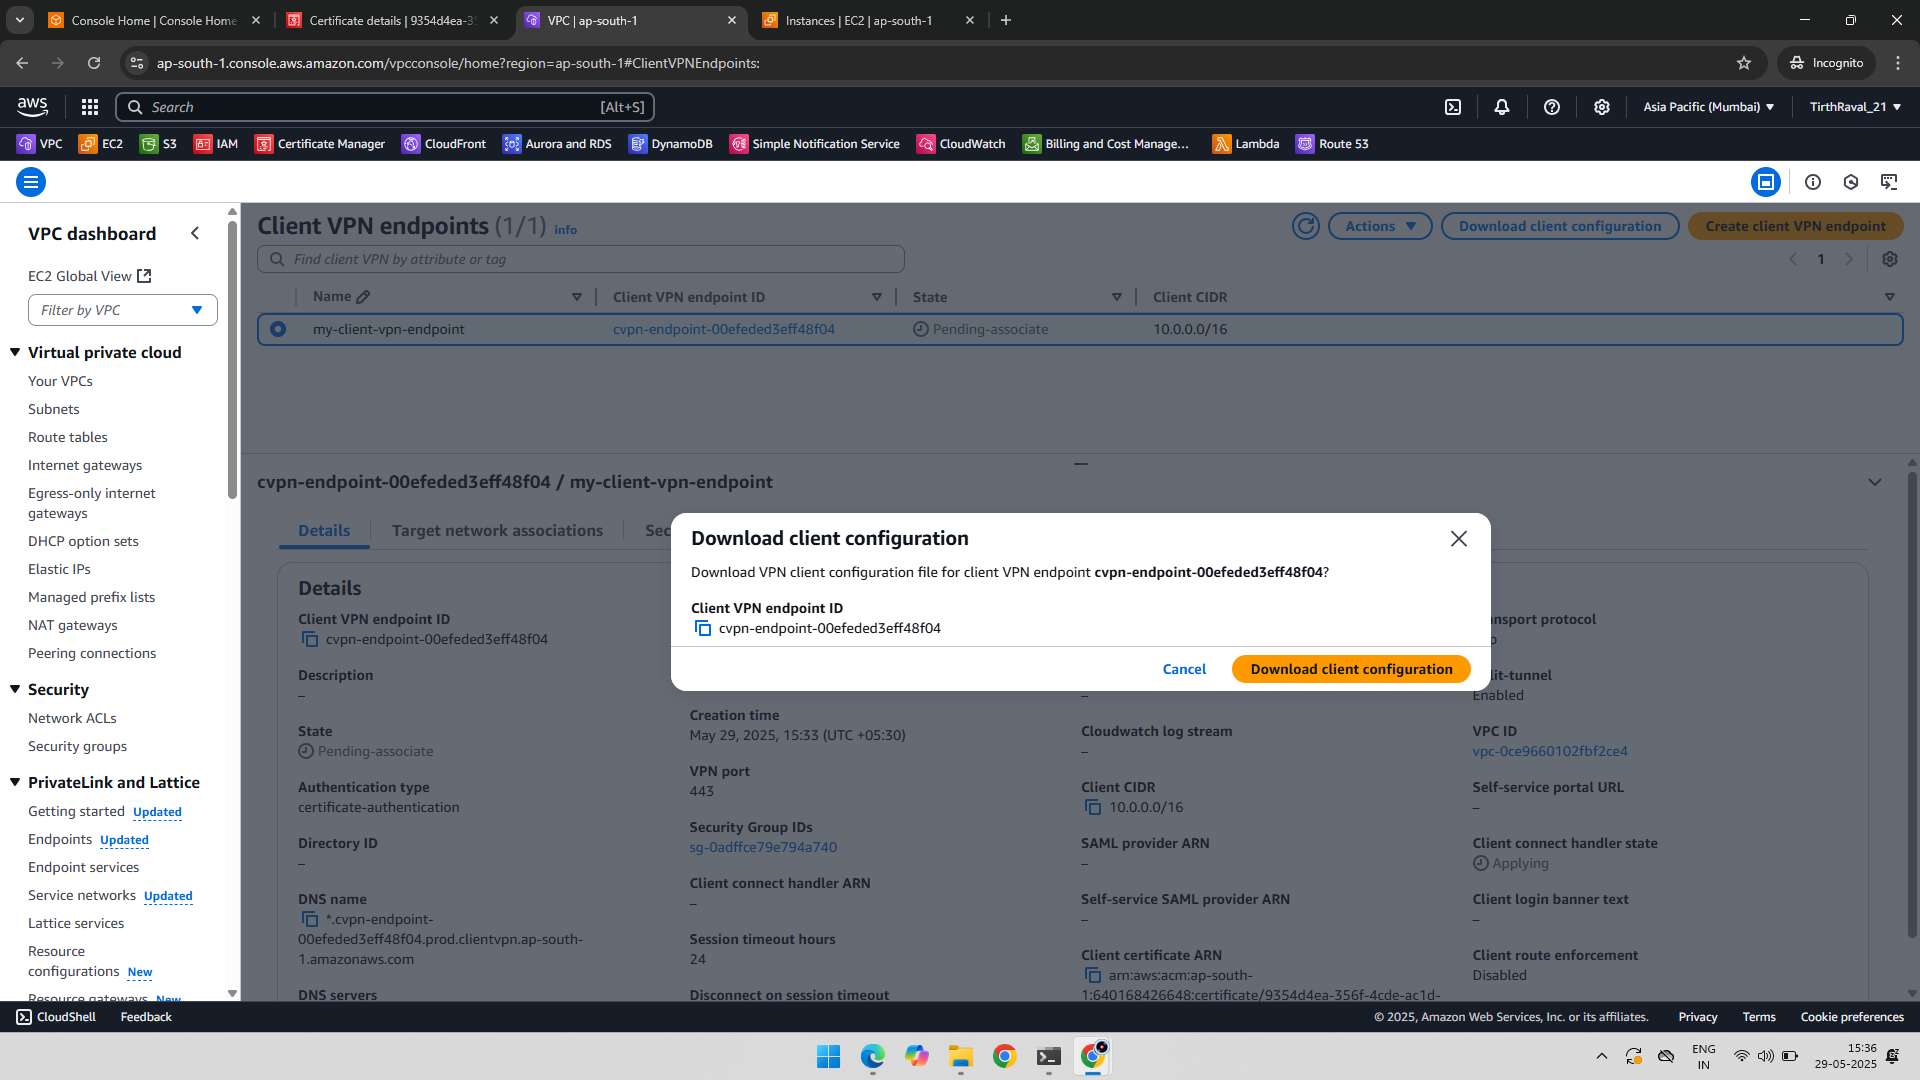 Console Home | Console Home
Certificate details | 9354d4ea-3
VPC | ap-south-1
Instances | EC2 | ap-south-1
ap-south-1.console.aws.amazon.com/vpcconsole/home?region=ap-south-1#ClientVPNEndpoints:
Incognito
aws
Search
[Alt+S]
Asia Pacific (Mumbai)
TirthRaval_21
VPC
EC2
S3
IAM
Certificate Manager
CloudFront
Aurora and RDS
DynamoDB
Simple Notification Service
CloudWatch
Billing and Cost Manage...
Lambda
Route 53
VPC dashboard
EC2 Global View
Filter by VPC
Virtual private cloud
Your VPCs
Subnets
Route tables
Internet gateways
Egress-only internet
gateways
DHCP option sets
Elastic IPs
Managed prefix lists
NAT gateways
Peering connections
Security
Network ACLs
Security groups
PrivateLink and Lattice
Getting started Updated
Endpoints Updated
Endpoint services
Service networks Updated
Lattice services
Resource
configurations New
Resource gateways New
Client VPN endpoints (1/1) info
Actions
Download client configuration
Create client VPN endpoint
Find client VPN by attribute or tag
1
Name
Client VPN endpoint ID
State
Client CIDR
my-client-vpn-endpoint
cvpn-endpoint-00efeded3eff48f04
Pending-associate
10.0.0.0/16
cvpn-endpoint-00efeded3eff48f04 / my-client-vpn-endpoint
Details
Target network associations
Sec
Download client configuration
Download VPN client configuration file for client VPN endpoint cvpn-endpoint-00efeded3eff48f04?
Client VPN endpoint ID
cvpn-endpoint-00efeded3eff48f04
Cancel
Download client configuration
Details
Client VPN endpoint ID
cvpn-endpoint-00efeded3eff48f04
Description
–
State
Pending-associate
Authentication type
certificate-authentication
Directory ID
–
DNS name
*.cvpn-endpoint-
00efeded3eff48f04.prod.clientvpn.ap-south-
1.amazonaws.com
DNS servers
Creation time
May 29, 2025, 15:33 (UTC +05:30)
VPN port
443
Security Group IDs
sg-0adffce79e794a740
Client connect handler ARN
–
Session timeout hours
24
Disconnect on session timeout
–
Cloudwatch log stream
–
Client CIDR
10.0.0.0/16
SAML provider ARN
–
Self-service SAML provider ARN
–
Client certificate ARN
arn:aws:acm:ap-south-
1:640168426648:certificate/9354d4ea-356f-4cde-ac1d-
nsport protocol
Enabled
VPC ID
vpc-0ce9660102fbf2ce4
Self-service portal URL
–
Client connect handler state
Applying
Client login banner text
–
Client route enforcement
Disabled
CloudShell
Feedback
© 2025, Amazon Web Services, Inc. or its affiliates.
Privacy
Terms
Cookie preferences
ENG
IN
15:36
29-05-2025